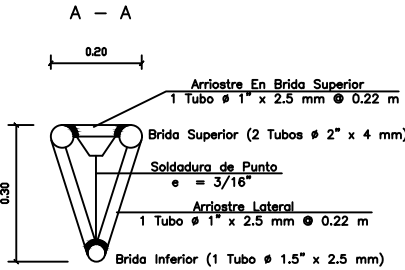 A – A
0.20
Arriostre En Brida Superior
1 Tubo ø 1" x 2.5 mm @ 0.22 m
Brida Superior (2 Tubos ø 2" x 4 mm)
Soldadura de Punto
e = 3/16"
0.30
Arriostre Lateral
1 Tubo ø 1" x 2.5 mm @ 0.22 m
Brida Inferior (1 Tubo ø 1.5" x 2.5 mm)